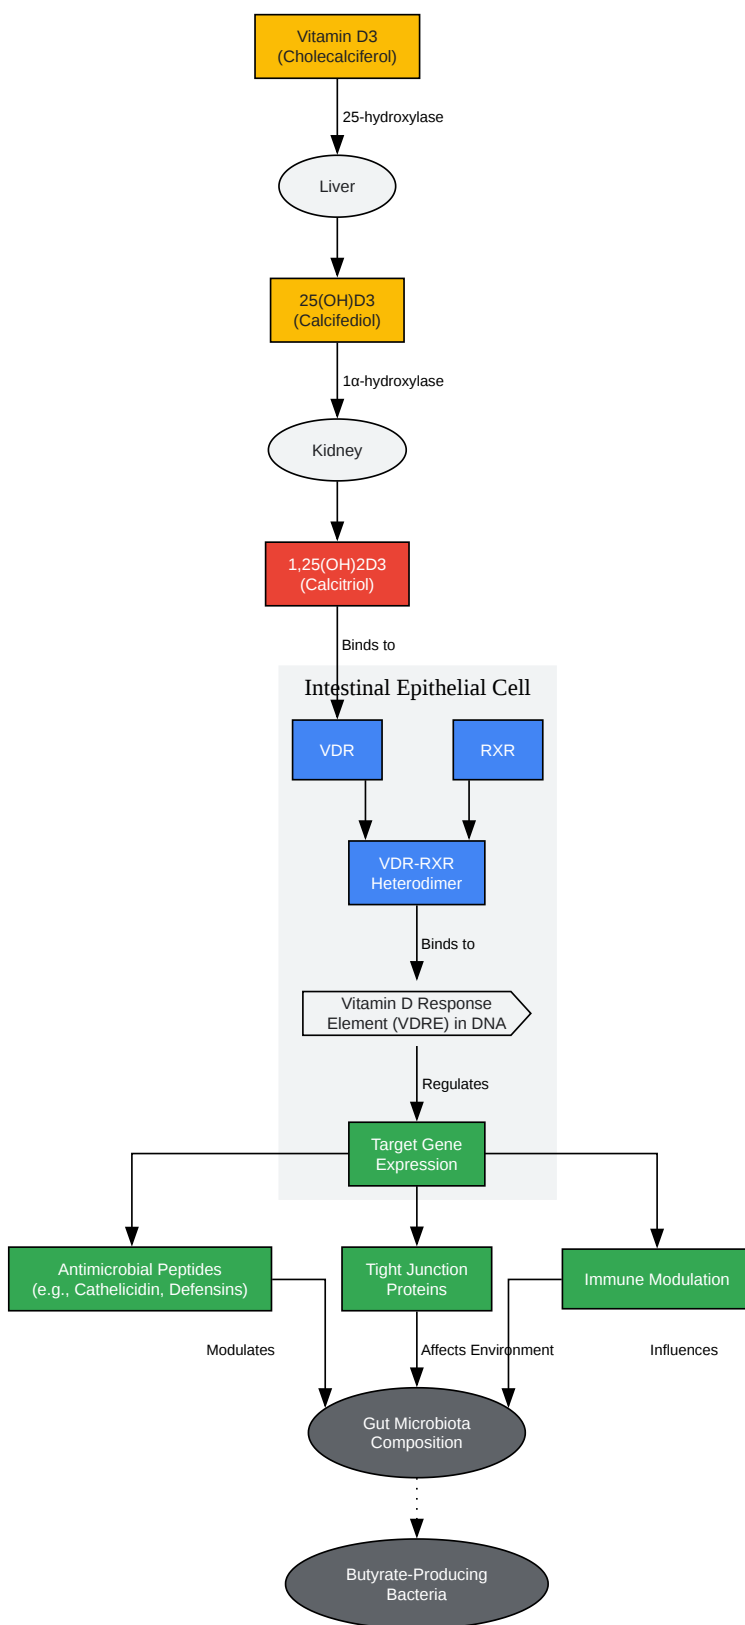 Vitamin D3
(Cholecalciferol)
25-hydroxylase
Liver
25(OH)D3
(Calcifediol)
1α-hydroxylase
Kidney
1,25(OH)2D3
(Calcitriol)
Binds to
Intestinal Epithelial Cell
VDR
RXR
VDR-RXR
Heterodimer
Binds to
Vitamin D Response
Element (VDRE) in DNA
Regulates
Target Gene
Expression
Antimicrobial Peptides
(e.g., Cathelicidin, Defensins)
Tight Junction
Proteins
Immune Modulation
Modulates
Affects Environment
Influences
Gut Microbiota
Composition
Butyrate-Producing
Bacteria